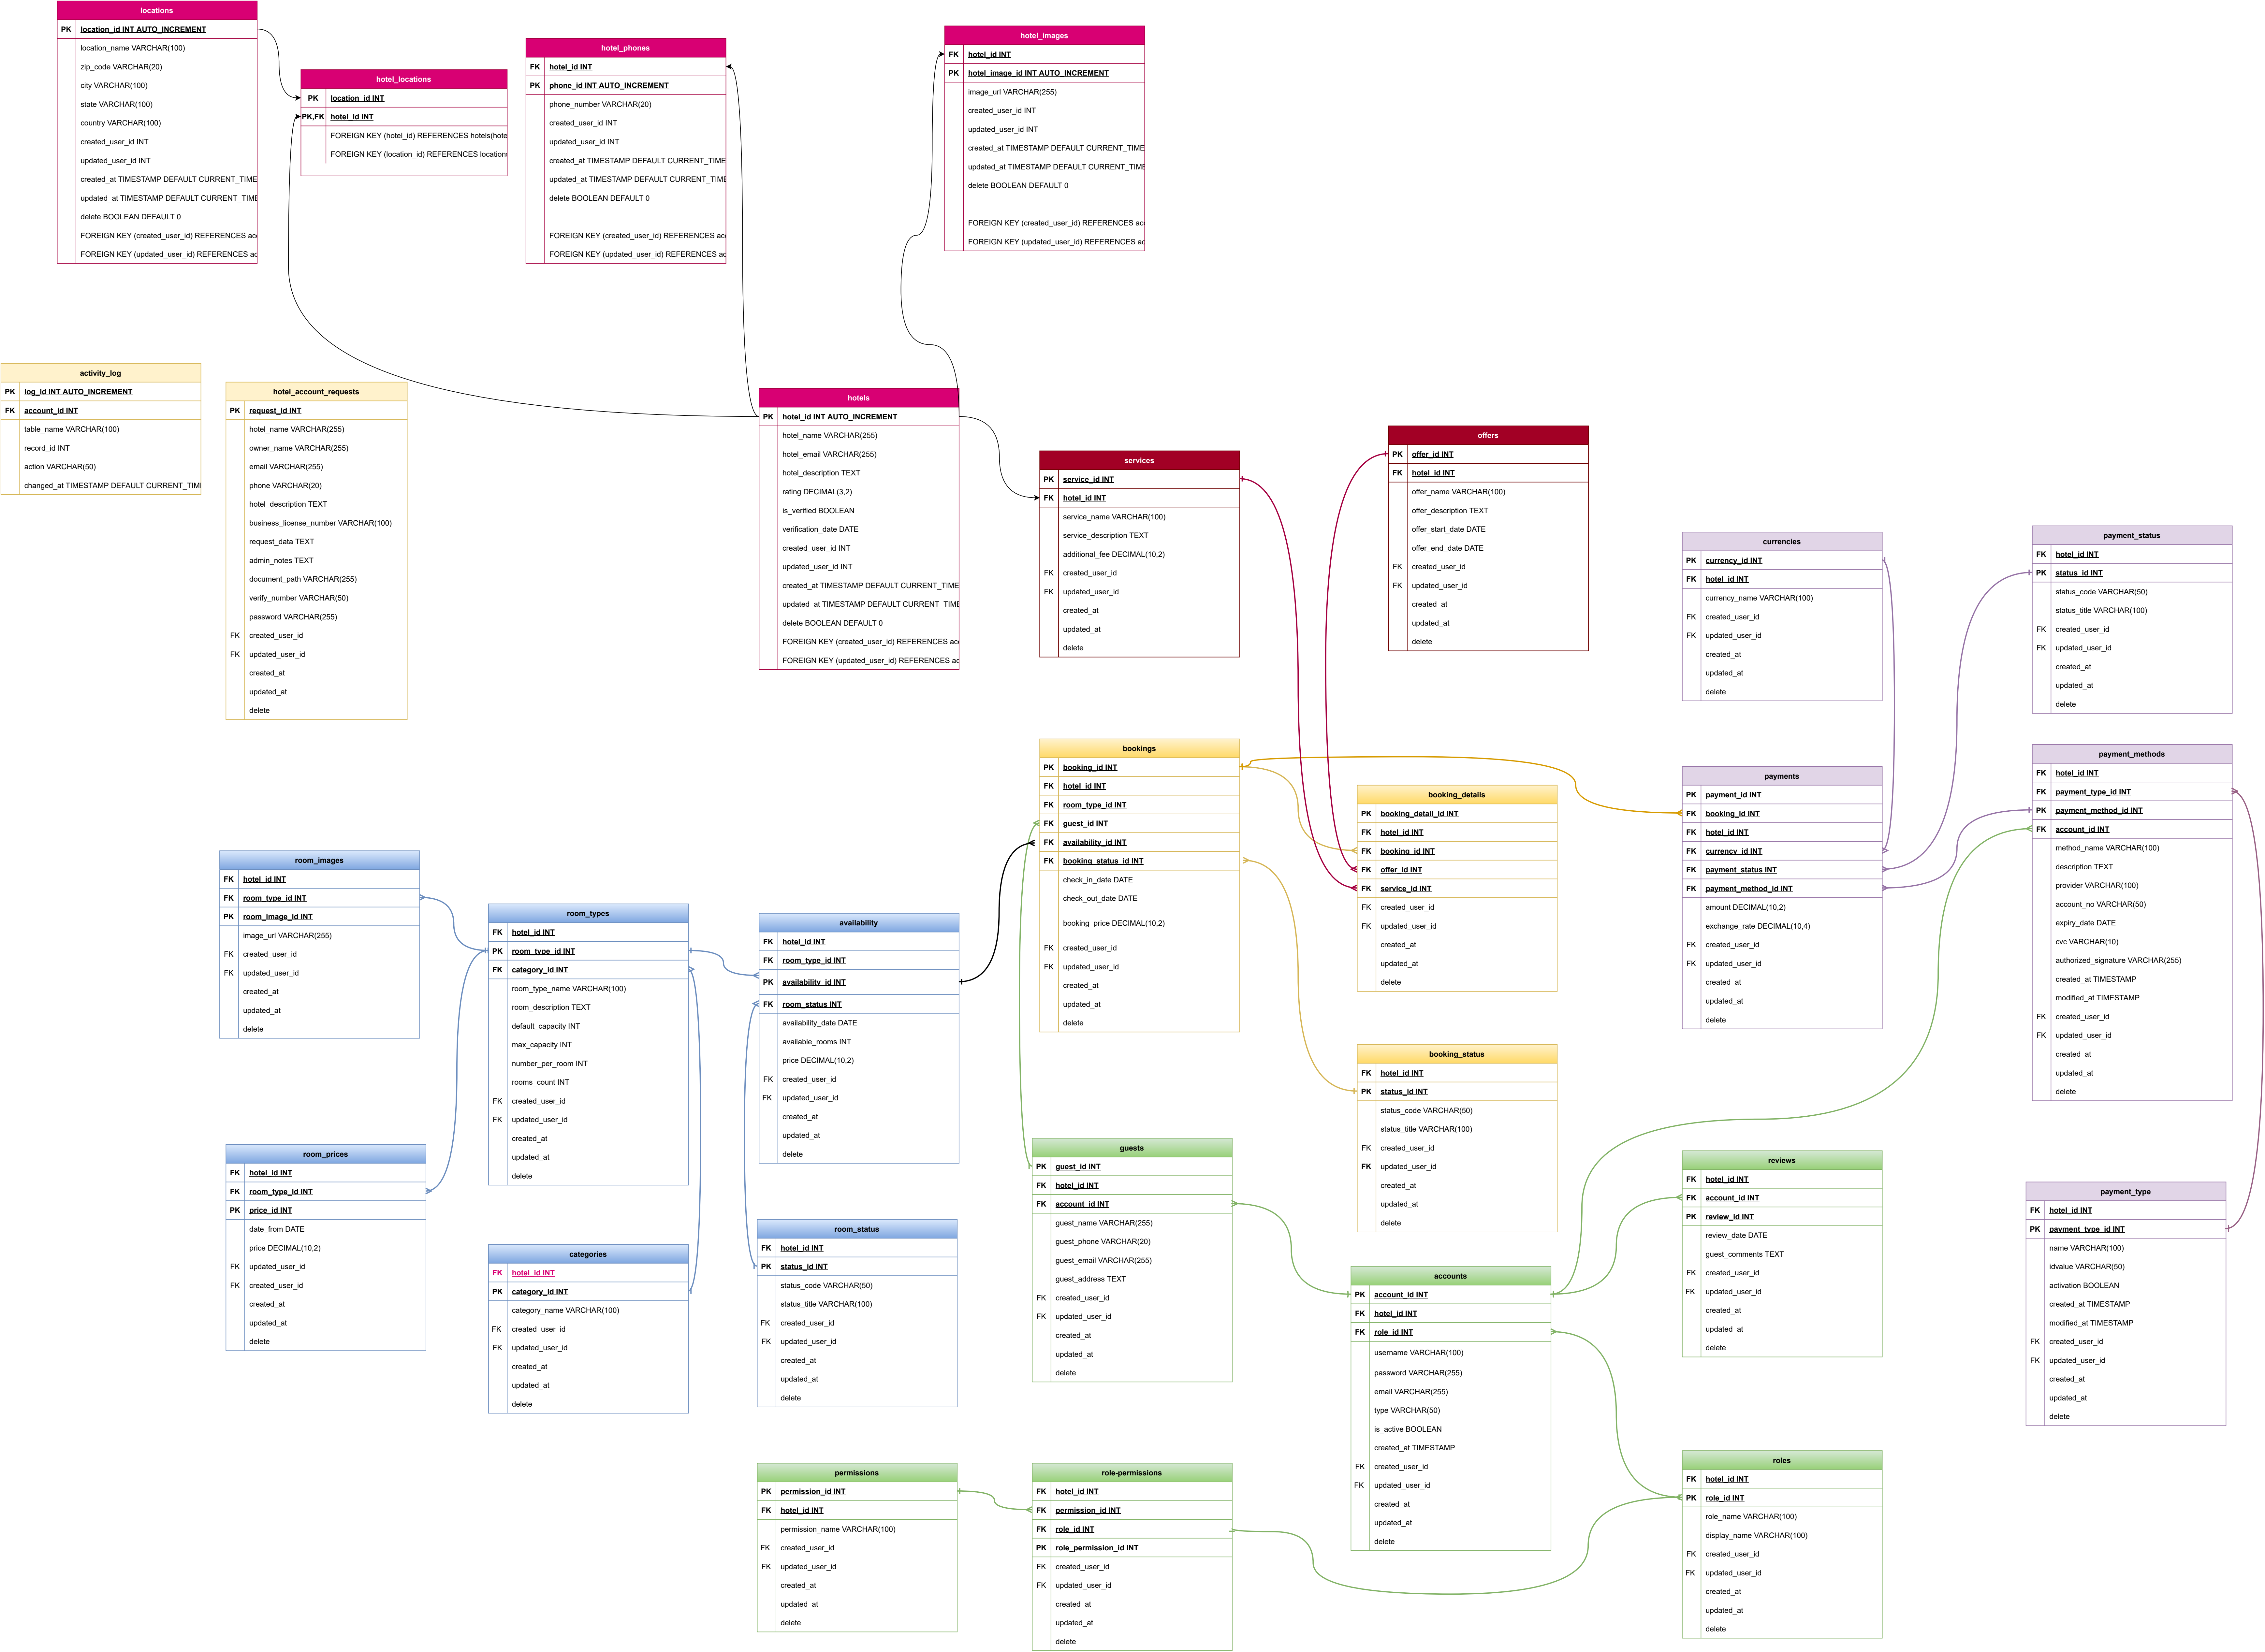 locations
PK location_id INT AUTO_INCREMENT
location_name VARCHAR(100)
zip_code VARCHAR(20)
city VARCHAR(100)
state VARCHAR(100)
country VARCHAR(100)
created_user_id INT
updated_user_id INT
created_at TIMESTAMP DEFAULT CURRENT_TIME
updated_at TIMESTAMP DEFAULT CURRENT_TIME
delete BOOLEAN DEFAULT 0
FOREIGN KEY (created_user_id) REFERENCES acc
FOREIGN KEY (updated_user_id) REFERENCES ac
hotel_locations
PK location_id INT
PK,FK hotel_id INT
FOREIGN KEY (hotel_id) REFERENCES hotels(hote
FOREIGN KEY (location_id) REFERENCES locations
hotel_phones
FK hotel_id INT
PK phone_id INT AUTO_INCREMENT
phone_number VARCHAR(20)
created_user_id INT
updated_user_id INT
created_at TIMESTAMP DEFAULT CURRENT_TIME
updated_at TIMESTAMP DEFAULT CURRENT_TIME
delete BOOLEAN DEFAULT 0
FOREIGN KEY (created_user_id) REFERENCES acc
FOREIGN KEY (updated_user_id) REFERENCES ac
hotel_images
FK hotel_id INT
PK hotel_image_id INT AUTO_INCREMENT
image_url VARCHAR(255)
created_user_id INT
updated_user_id INT
created_at TIMESTAMP DEFAULT CURRENT_TIME
updated_at TIMESTAMP DEFAULT CURRENT_TIME
delete BOOLEAN DEFAULT 0
FOREIGN KEY (created_user_id) REFERENCES acc
FOREIGN KEY (updated_user_id) REFERENCES ac
activity_log
PK log_id INT AUTO_INCREMENT
FK account_id INT
table_name VARCHAR(100)
record_id INT
action VARCHAR(50)
changed_at TIMESTAMP DEFAULT CURRENT_TIM
hotel_account_requests
PK request_id INT
hotel_name VARCHAR(255)
owner_name VARCHAR(255)
email VARCHAR(255)
phone VARCHAR(20)
hotel_description TEXT
business_license_number VARCHAR(100)
request_data TEXT
admin_notes TEXT
document_path VARCHAR(255)
verify_number VARCHAR(50)
password VARCHAR(255)
FK created_user_id
FK updated_user_id
created_at
updated_at
delete
hotels
PK hotel_id INT AUTO_INCREMENT
hotel_name VARCHAR(255)
hotel_email VARCHAR(255)
hotel_description TEXT
rating DECIMAL(3,2)
is_verified BOOLEAN
verification_date DATE
created_user_id INT
updated_user_id INT
created_at TIMESTAMP DEFAULT CURRENT_TIME
updated_at TIMESTAMP DEFAULT CURRENT_TIME
delete BOOLEAN DEFAULT 0
FOREIGN KEY (created_user_id) REFERENCES acc
FOREIGN KEY (updated_user_id) REFERENCES ac
services
PK service_id INT
FK hotel_id INT
service_name VARCHAR(100)
service_description TEXT
additional_fee DECIMAL(10,2)
FK created_user_id
FK updated_user_id
created_at
updated_at
delete
offers
PK offer_id INT
FK hotel_id INT
offer_name VARCHAR(100)
offer_description TEXT
offer_start_date DATE
offer_end_date DATE
FK created_user_id
FK updated_user_id
created_at
updated_at
delete
currencies
PK currency_id INT
FK hotel_id INT
currency_name VARCHAR(100)
FK created_user_id
FK updated_user_id
created_at
updated_at
delete
payment_status
FK hotel_id INT
PK status_id INT
status_code VARCHAR(50)
status_title VARCHAR(100)
FK created_user_id
FK updated_user_id
created_at
updated_at
delete
bookings
PK booking_id INT
FK hotel_id INT
FK room_type_id INT
FK guest_id INT
FK availability_id INT
FK booking_status_id INT
check_in_date DATE
check_out_date DATE
booking_price DECIMAL(10,2)
FK created_user_id
FK updated_user_id
created_at
updated_at
delete
booking_details
PK booking_detail_id INT
FK hotel_id INT
FK booking_id INT
FK offer_id INT
FK service_id INT
FK created_user_id
FK updated_user_id
created_at
updated_at
delete
payments
PK payment_id INT
FK booking_id INT
FK hotel_id INT
FK currency_id INT
FK payment_status INT
FK payment_method_id INT
amount DECIMAL(10,2)
exchange_rate DECIMAL(10,4)
FK created_user_id
FK updated_user_id
created_at
updated_at
delete
payment_methods
FK hotel_id INT
FK payment_type_id INT
PK payment_method_id INT
FK account_id INT
method_name VARCHAR(100)
description TEXT
provider VARCHAR(100)
account_no VARCHAR(50)
expiry_date DATE
cvc VARCHAR(10)
authorized_signature VARCHAR(255)
created_at TIMESTAMP
modified_at TIMESTAMP
FK created_user_id
FK updated_user_id
created_at
updated_at
delete
room_images
FK hotel_id INT
FK room_type_id INT
PK room_image_id INT
image_url VARCHAR(255)
FK created_user_id
FK updated_user_id
created_at
updated_at
delete
room_types
FK hotel_id INT
PK room_type_id INT
FK category_id INT
room_type_name VARCHAR(100)
room_description TEXT
default_capacity INT
max_capacity INT
number_per_room INT
rooms_count INT
FK created_user_id
FK updated_user_id
created_at
updated_at
delete
availability
FK hotel_id INT
FK room_type_id INT
PK availability_id INT
FK room_status INT
availability_date DATE
available_rooms INT
price DECIMAL(10,2)
FK created_user_id
FK updated_user_id
created_at
updated_at
delete
booking_status
FK hotel_id INT
PK status_id INT
status_code VARCHAR(50)
status_title VARCHAR(100)
FK created_user_id
FK updated_user_id
created_at
updated_at
delete
room_prices
FK hotel_id INT
FK room_type_id INT
PK price_id INT
date_from DATE
price DECIMAL(10,2)
FK updated_user_id
FK created_user_id
created_at
updated_at
delete
categories
FK hotel_id INT
PK category_id INT
category_name VARCHAR(100)
FK created_user_id
FK updated_user_id
created_at
updated_at
delete
room_status
FK hotel_id INT
PK status_id INT
status_code VARCHAR(50)
status_title VARCHAR(100)
FK created_user_id
FK updated_user_id
created_at
updated_at
delete
guests
PK guest_id INT
FK hotel_id INT
FK account_id INT
guest_name VARCHAR(255)
guest_phone VARCHAR(20)
guest_email VARCHAR(255)
guest_address TEXT
FK created_user_id
FK updated_user_id
created_at
updated_at
delete
accounts
PK account_id INT
FK hotel_id INT
FK role_id INT
username VARCHAR(100)
password VARCHAR(255)
email VARCHAR(255)
type VARCHAR(50)
is_active BOOLEAN
created_at TIMESTAMP
FK created_user_id
FK updated_user_id
created_at
updated_at
delete
reviews
FK hotel_id INT
FK account_id INT
PK review_id INT
review_date DATE
guest_comments TEXT
FK created_user_id
FK updated_user_id
created_at
updated_at
delete
payment_type
FK hotel_id INT
PK payment_type_id INT
name VARCHAR(100)
idvalue VARCHAR(50)
activation BOOLEAN
created_at TIMESTAMP
modified_at TIMESTAMP
FK created_user_id
FK updated_user_id
created_at
updated_at
delete
permissions
PK permission_id INT
FK hotel_id INT
permission_name VARCHAR(100)
FK created_user_id
FK updated_user_id
created_at
updated_at
delete
role-permissions
FK hotel_id INT
FK permission_id INT
FK role_id INT
PK role_permission_id INT
FK created_user_id
FK updated_user_id
created_at
updated_at
delete
roles
FK hotel_id INT
PK role_id INT
role_name VARCHAR(100)
display_name VARCHAR(100)
FK created_user_id
FK updated_user_id
created_at
updated_at
delete